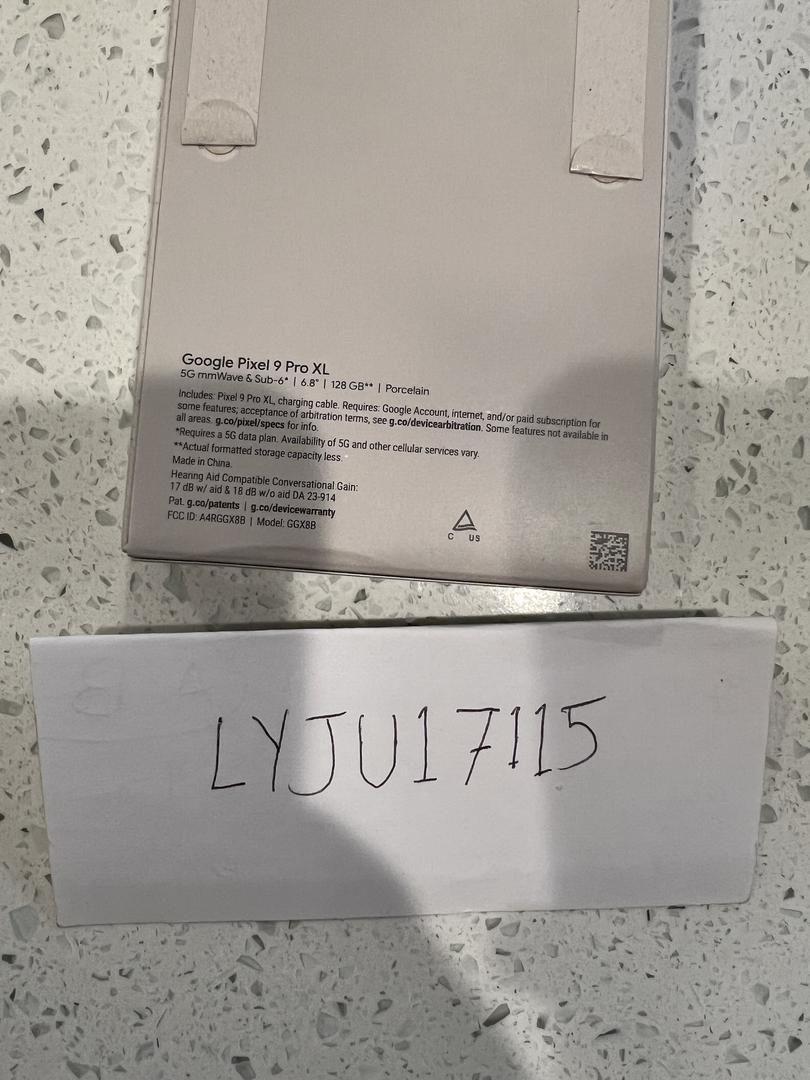 Google Pixel 9 Pro XL
5G mmWave & Sub-6* | 6.8" | 128 GB** | Porcelain
Includes: Pixel 9 Pro XL, charging cable. Requires: Google Account, internet, and/or paid subscription for
some features; acceptance of arbitration terms, see g.co/devicearbitration. Some features not available in
all areas. g.co/pixel/specs for info.
*Requires a 5G data plan. Availability of 5G and other cellular services vary.
**Actual formatted storage capacity less.
Made in China.
Hearing Aid Compatible Conversational Gain:
17 dB w/ aid & 18 dB w/o aid DA 23-914
Pat. g.co/patents | g.co/devicewarranty
FCC ID: A4RGGX8B | Model: GGX8B
C US
LYJU17115